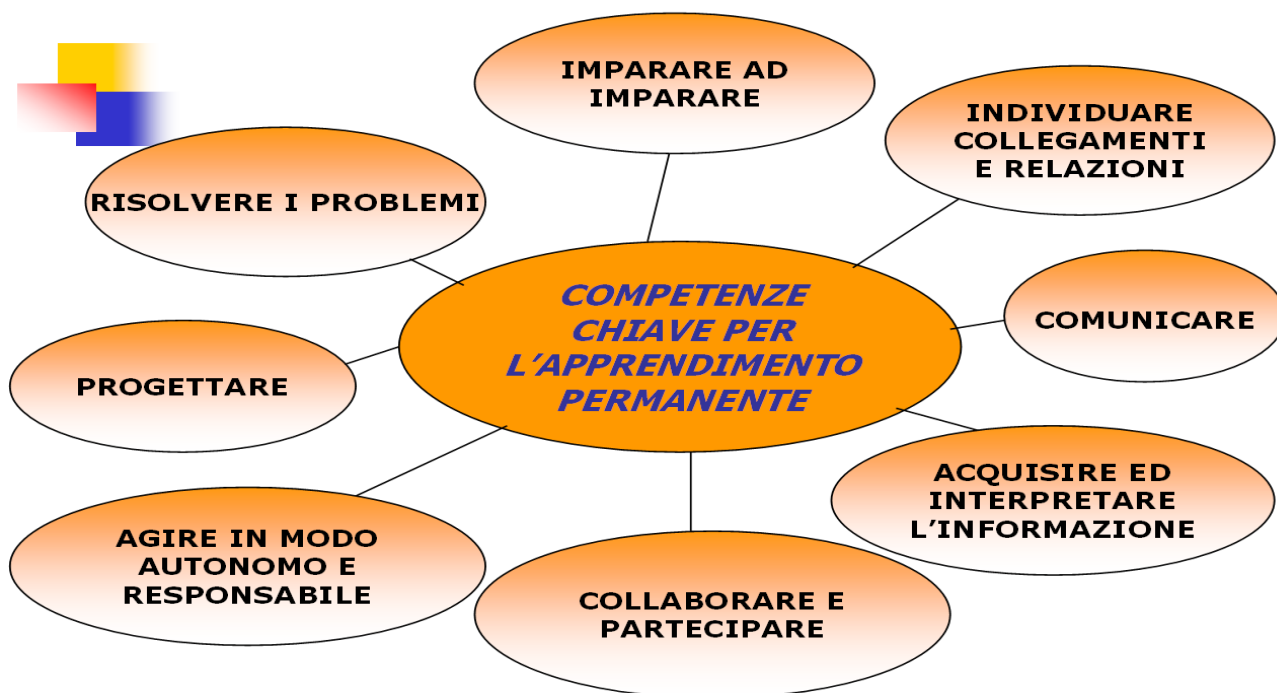 IMPARARE AD
IMPARARE
INDIVIDUARE
COLLEGAMENTI
E RELAZIONI
RISOLVERE I PROBLEMI
COMPETENZE
CHIAVE PER
L’APPRENDIMENTO
PERMANENTE
COMUNICARE
PROGETTARE
ACQUISIRE ED
INTERPRETARE
L’INFORMAZIONE
AGIRE IN MODO
AUTONOMO E
RESPONSABILE
COLLABORARE E
PARTECIPARE